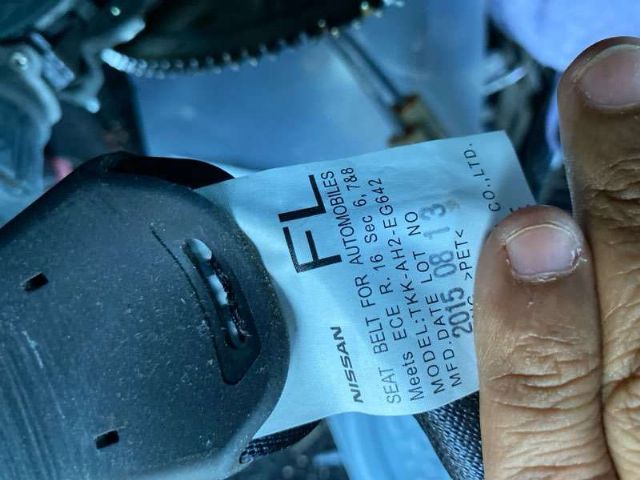 NISSAN FL
SEAT BELT FOR AUTOMOBILES
Meets ECE R. 16 Sec 6, 7&8
MODEL:TKK-AH2-EG642
MFD.DATE LOT NO
2015 08 13
-PET<
CO.,LTD.